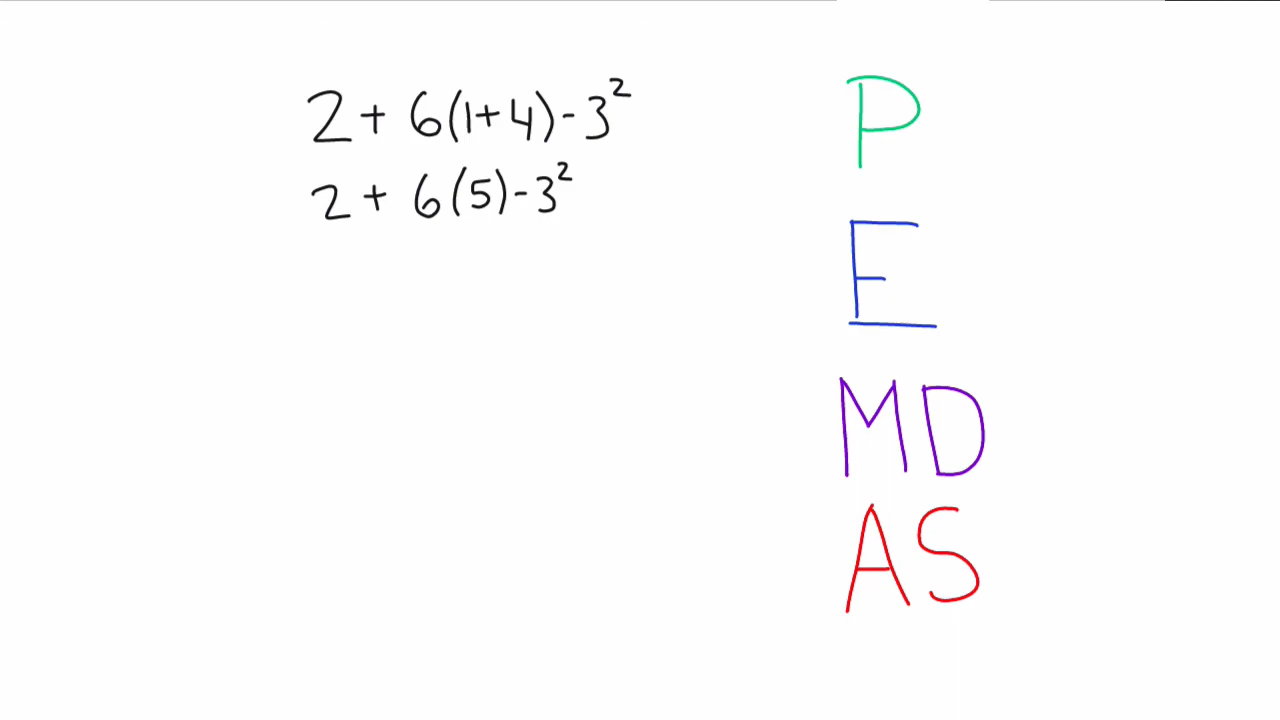 2 + 6(1+4) - 3²
2 + 6(5) - 3²
P
E
MD
AS